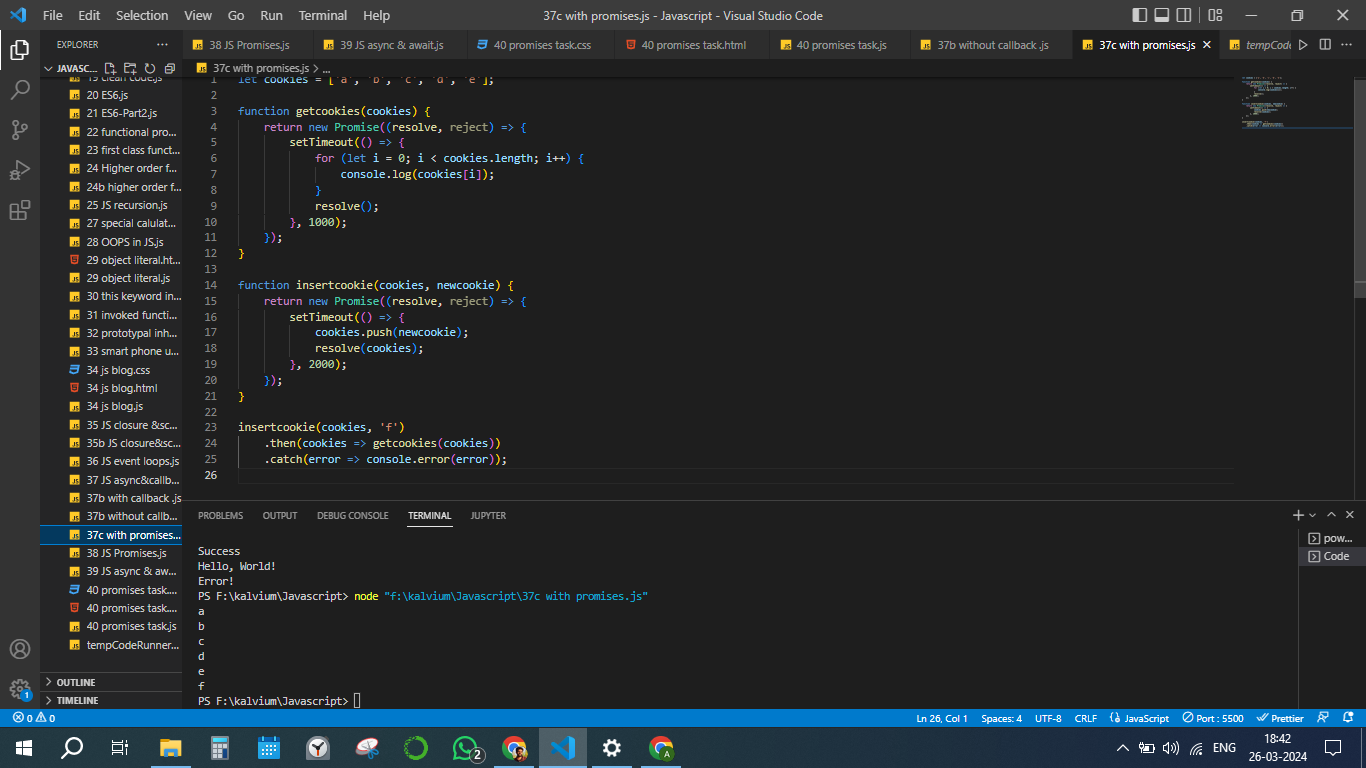 File Edit Selection View Go Run Terminal Help
37c with promises.js - Javascript - Visual Studio Code
EXPLORER
38 JS Promises.js
39 JS async & await.js
40 promises task.css
40 promises task.html
40 promises task.js
37b without callback .js
37c with promises.js
tempCode
JAVASC...
19 clean code.js
20 ES6.js
21 ES6-Part2.js
22 functional pro...
23 first class funct...
24 Higher order f...
24b higher order f...
25 JS recursion.js
27 special calulat...
28 OOPS in JS.js
29 object literal.ht...
29 object literal.js
30 this keyword in...
31 invoked functi...
32 prototypal inh...
33 smart phone u...
34 js blog.css
34 js blog.html
34 js blog.js
35 JS closure &sc...
35b JS closure&sc...
36 JS event loops.js
37 JS async&callb...
37b with callback .js
37b without callb...
37c with promises...
38 JS Promises.js
39 JS async & aw...
40 promises task....
40 promises task....
40 promises task.js
tempCodeRunner...
OUTLINE
TIMELINE
37c with promises.js > ...
1 let cookies = ['a', 'b', 'c', 'd', 'e'];
2
3 function getcookies(cookies) {
4 return new Promise((resolve, reject) => {
5 setTimeout(() => {
6 for (let i = 0; i < cookies.length; i++) {
7 console.log(cookies[i]);
8 }
9 resolve();
10 }, 1000);
11 });
12 }
13
14 function insertcookie(cookies, newcookie) {
15 return new Promise((resolve, reject) => {
16 setTimeout(() => {
17 cookies.push(newcookie);
18 resolve(cookies);
19 }, 2000);
20 });
21 }
22
23 insertcookie(cookies, 'f')
24 .then(cookies => getcookies(cookies))
25 .catch(error => console.error(error));
26
PROBLEMS OUTPUT DEBUG CONSOLE TERMINAL JUPYTER
pow...
Code
Success
Hello, World!
Error!
PS F:\kalvium\Javascript> node "f:\kalvium\Javascript\37c with promises.js"
a
b
c
d
e
f
PS F:\kalvium\Javascript>
1
0 0
Ln 26, Col 1 Spaces: 4 UTF-8 CRLF JavaScript Port : 5500 Prettier
2
A
ENG
18:42
26-03-2024